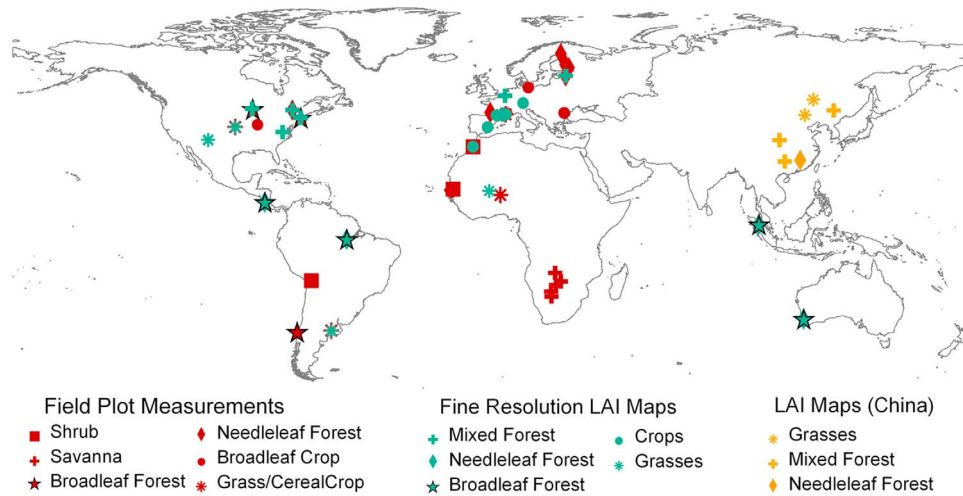 Field Plot Measurements
Shrub
Savanna
Broadleaf Forest
Needleleaf Forest
Broadleaf Crop
Grass/CerealCrop
Fine Resolution LAI Maps
Mixed Forest
Needleleaf Forest
Broadleaf Forest
Crops
Grasses
LAI Maps (China)
Grasses
Mixed Forest
Needleleaf Forest